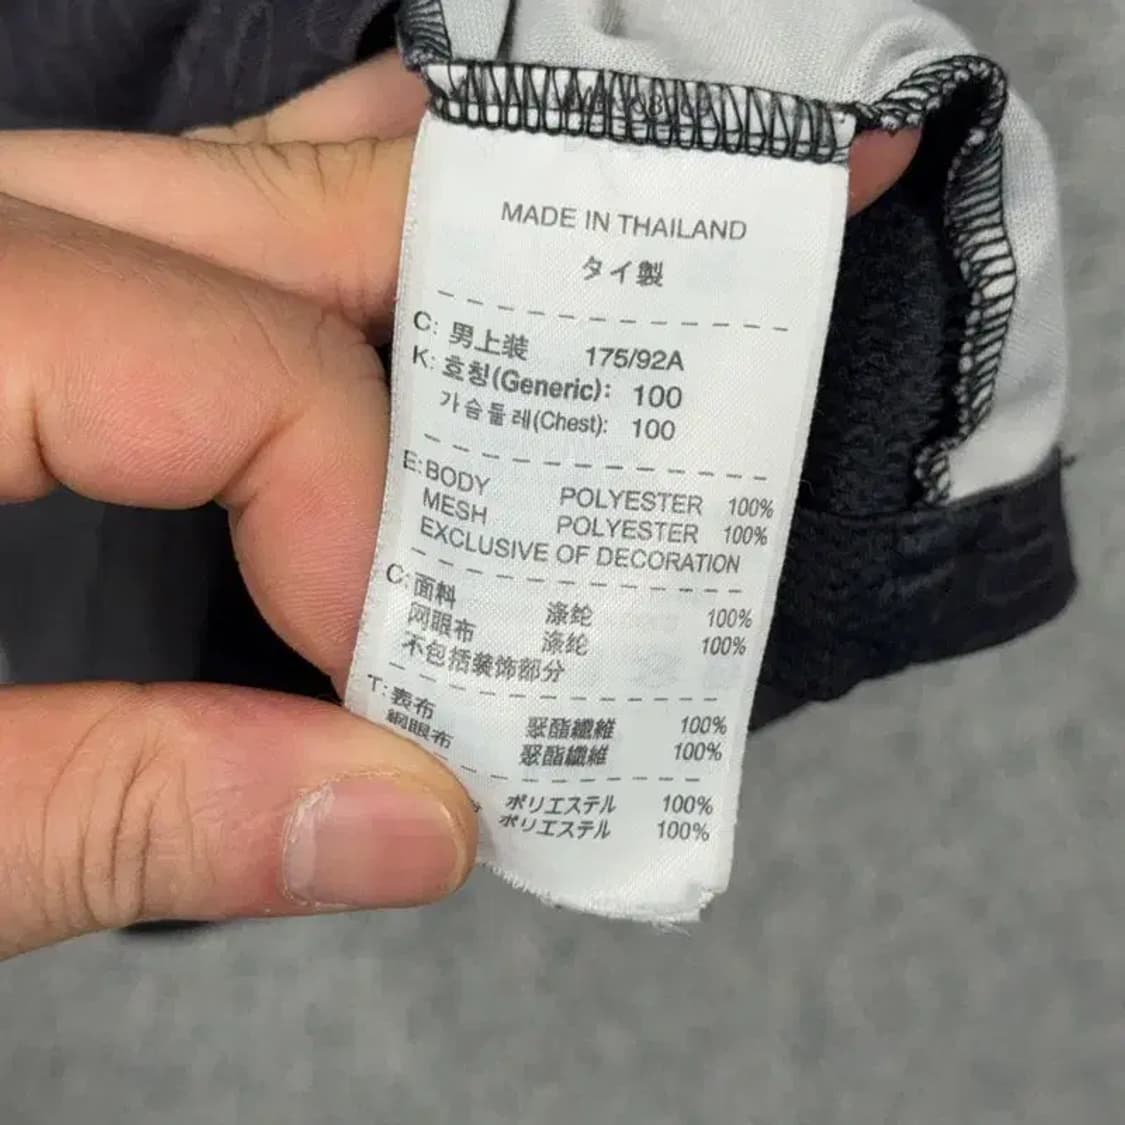 MADE IN THAILAND
タイ製
C: 男上装 175/92A
K: 호칭(Generic): 100
가슴둘레(Chest): 100
E: BODY POLYESTER 100%
MESH POLYESTER 100%
EXCLUSIVE OF DECORATION
C: 面料 涤纶 100%
网眼布 涤纶 100%
不包括装饰部分
T: 表布 聚酯纖維 100%
網眼布 聚酯纖維 100%
ポリエステル 100%
ポリエステル 100%